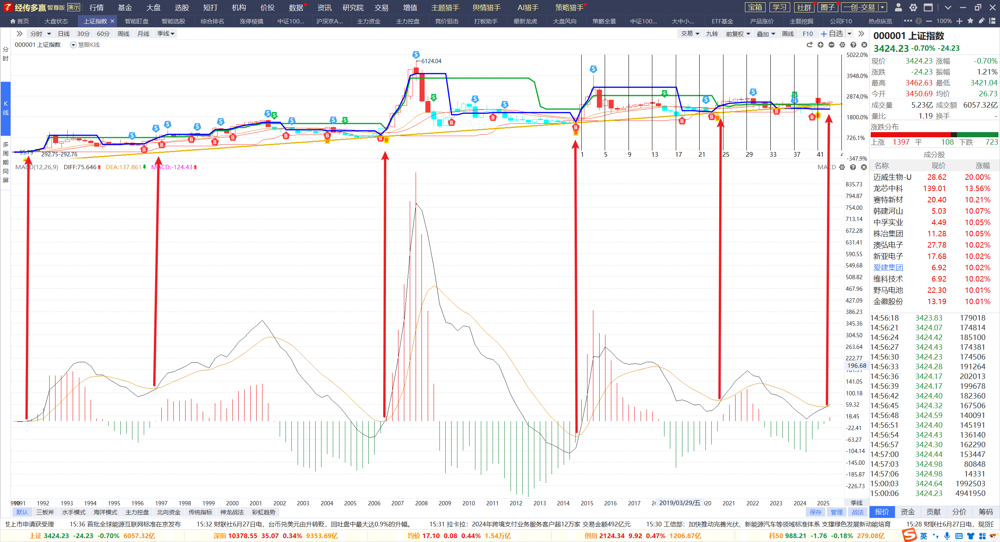 经传多赢 智尊版 演示 行情 基金 大盘 选股 短打 机构 价投 数据 资讯 研究院 交易 增值 主题猎手 舆情猎手 AI猎手 策略猎手 宝箱 学习 社群 圈子 一创-交易
首页 大盘状态 上证指数 智能盯盘 智能选股 综合排名 涨停棱镜 中证100... 沪深京A... 主力资金 主力控盘 竞价狙击 打板助手 最新龙虎 大盘风向 策略全景 中证100... 大中小... ETF基金 产品涨价 主题挖掘 公司F10 热点纵览 100%
分时 日线 30分 60分 周线 月线 季线 交易 九转 前复权 叠加 画线 F10 自选
000001 上证指数 慧眼K线
分时
K线
多周期同屏
6124.04
95.79
292.75-292.76
5022.0%
3948.0%
2874.0%
1800.0%
726.1%
-347.9%
1 5 9 13 17 21 25 29 33 37 41 4
MACD(12,26,9) DIFF:75.646 DEA:137.861 MACD:-124.43
MACD
835.73
794.87
754.00
713.14
672.28
631.41
590.55
549.68
508.82
467.96
427.09
386.23
345.36
304.50
263.64
222.77
196.68
141.05
100.18
59.32
18.45
-22.41
-63.27
-104.14
-145.00
-185.87
-226.73
1991 1992 1993 1994 1995 1996 1997 1998 1999 2000 2001 2002 2003 2004 2005 2006 2007 2008 2009 2010 2011 2012 2013 2014 2015 2016 2017 2019/03/29/五 2021 2022 2023 2024 2025 季线
默认 三板斧 水手模式 海洋模式 主力控盘 北向资金 传统指标 神龙战法 彩虹趋势 保存 管理 战法
000001 上证指数
3424.23 -0.70% -24.23
现价 3424.23 涨幅 -0.70%
涨跌 -24.23 振幅 1.21%
最高 3462.63 最低 3421.04
今开 3450.69 均价 26.73
成交量 5.23亿 成交额 6057.32亿
量比 1.19 换手 -
涨跌分布
上涨 1397 平 108 下跌 723
成分股
名称 现价 涨幅
迈威生物-U 28.62 20.00%
龙芯中科 139.01 13.56%
赛特新材 20.40 10.21%
韩建河山 5.03 10.07%
中孚实业 4.49 10.05%
株冶集团 11.28 10.05%
澳弘电子 27.78 10.02%
新亚电子 17.68 10.02%
爱建集团 6.92 10.02%
维科技术 6.92 10.02%
野马电池 22.30 10.01%
金徽股份 13.19 10.01%
14:56:18 3423.83 179018
14:56:21 3424.07 174814
14:56:24 3424.42 185100
14:56:27 3424.43 174381
14:56:30 3424.23 174506
14:56:33 3424.28 191264
14:56:36 3424.17 202013
14:56:39 3424.17 199678
14:56:42 3424.40 182360
14:56:45 3424.32 167506
14:56:48 3424.59 140091
14:56:51 3424.40 145191
14:56:54 3424.43 136140
14:56:57 3424.30 162290
14:57:00 3424.44 153447
14:57:03 3424.98 80848
14:57:06 3424.98 14331
15:00:03 3424.64 1992503
15:00:06 3424.23 4941950
报价 资金 贡献 分价 筹码
发上市申请获受理 15:36 首批全球能源互联网标准在京发布 15:32 财联社6月27日电，台币兑美元由升转贬，回吐盘中最大达0.9%的升幅。 15:31 拉卡拉：2024年跨境支付业务服务客户超12万家 交易金额492亿元 15:30 工信部：加快推动完善光伏、新能源汽车等领域标准体系 支撑绿色发展新动能培育 15:28 财联社6月27日电，现货
上证 3424.23 -24.23 -0.70% 6057.32亿 深指 10378.55 35.07 0.34% 9353.69亿 均价 17.10 0.08 0.44% 1.54万亿 创指 2124.34 9.92 0.47% 1206.87亿 科50 988.21 -1.76 -0.18% 279.08亿 英